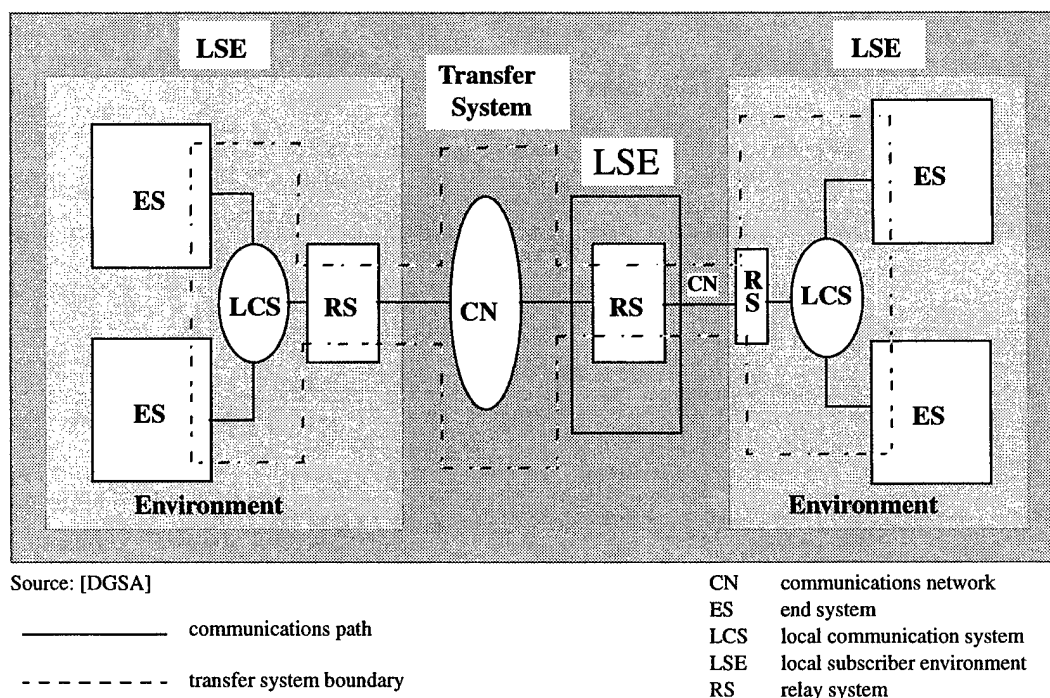 LSE
LSE
Transfer
System
LSE
ES
ES
LCS
RS
CN
RS
CN
R
S
LCS
ES
ES
Environment
Environment
Source: [DGSA]
communications path
transfer system boundary
CN communications network
ES end system
LCS local communication system
LSE local subscriber environment
RS relay system